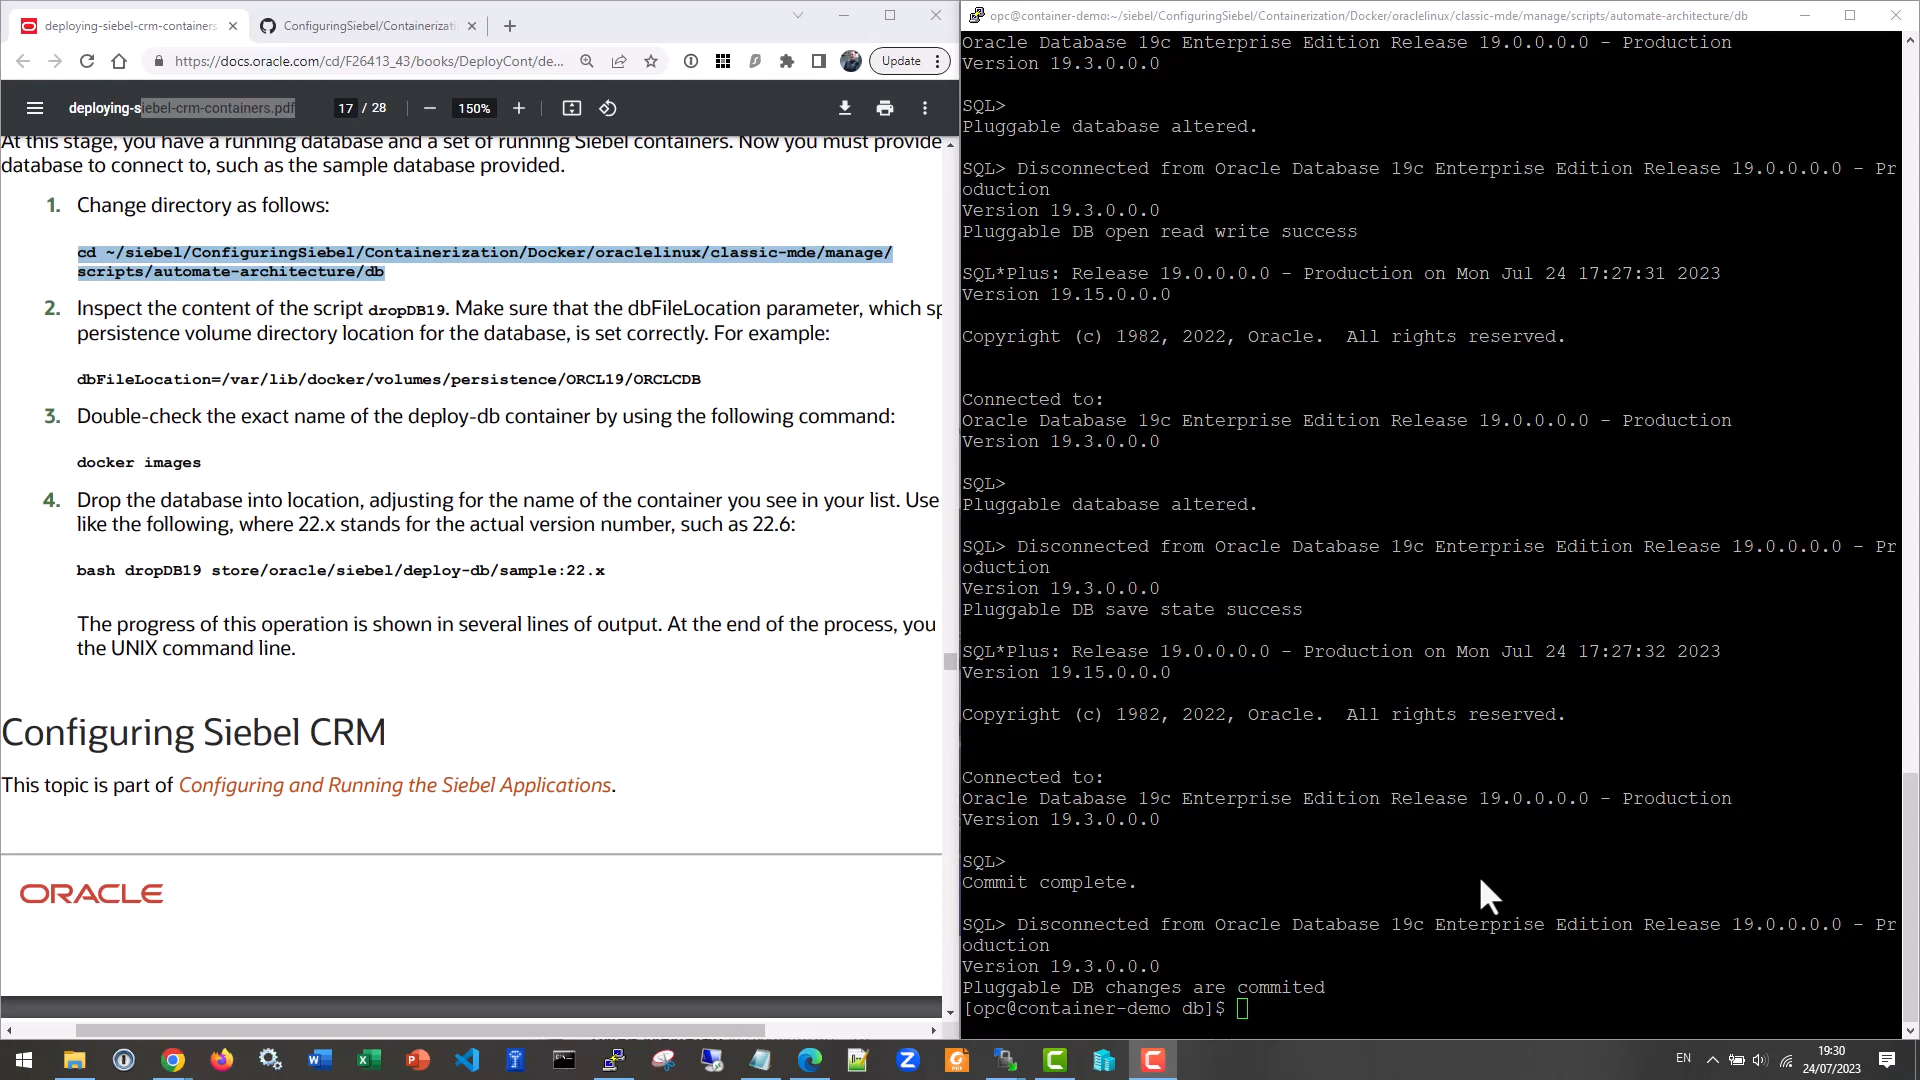 deploying-siebel-crm-containers
ConfiguringSiebel/Containerizati
https://docs.oracle.com/cd/F26413_43/books/DeployCont/de...
Update
deploying-siebel-crm-containers.pdf
17 / 28
150%
At this stage, you have a running database and a set of running Siebel containers. Now you must provide
database to connect to, such as the sample database provided.
1. Change directory as follows:
cd ~/siebel/ConfiguringSiebel/Containerization/Docker/oraclelinux/classic-mde/manage/
scripts/automate-architecture/db
2. Inspect the content of the script dropDB19. Make sure that the dbFileLocation parameter, which sp
persistence volume directory location for the database, is set correctly. For example:
dbFileLocation=/var/lib/docker/volumes/persistence/ORCL19/ORCLCDB
3. Double-check the exact name of the deploy-db container by using the following command:
docker images
4. Drop the database into location, adjusting for the name of the container you see in your list. Use
like the following, where 22.x stands for the actual version number, such as 22.6:
bash dropDB19 store/oracle/siebel/deploy-db/sample:22.x
The progress of this operation is shown in several lines of output. At the end of the process, you
the UNIX command line.
Configuring Siebel CRM
This topic is part of Configuring and Running the Siebel Applications.
ORACLE
opc@container-demo:~/siebel/ConfiguringSiebel/Containerization/Docker/oraclelinux/classic-mde/manage/scripts/automate-architecture/db
Oracle Database 19c Enterprise Edition Release 19.0.0.0.0 - Production
Version 19.3.0.0.0
SQL>
Pluggable database altered.
SQL> Disconnected from Oracle Database 19c Enterprise Edition Release 19.0.0.0.0 - Pr
oduction
Version 19.3.0.0.0
Pluggable DB open read write success
SQL*Plus: Release 19.0.0.0.0 - Production on Mon Jul 24 17:27:31 2023
Version 19.15.0.0.0
Copyright (c) 1982, 2022, Oracle.  All rights reserved.
Connected to:
Oracle Database 19c Enterprise Edition Release 19.0.0.0.0 - Production
Version 19.3.0.0.0
SQL>
Pluggable database altered.
SQL> Disconnected from Oracle Database 19c Enterprise Edition Release 19.0.0.0.0 - Pr
oduction
Version 19.3.0.0.0
Pluggable DB save state success
SQL*Plus: Release 19.0.0.0.0 - Production on Mon Jul 24 17:27:32 2023
Version 19.15.0.0.0
Copyright (c) 1982, 2022, Oracle.  All rights reserved.
Connected to:
Oracle Database 19c Enterprise Edition Release 19.0.0.0.0 - Production
Version 19.3.0.0.0
SQL>
Commit complete.
SQL> Disconnected from Oracle Database 19c Enterprise Edition Release 19.0.0.0.0 - Pr
oduction
Version 19.3.0.0.0
Pluggable DB changes are commited
[opc@container-demo db]$
EN
19:30
24/07/2023